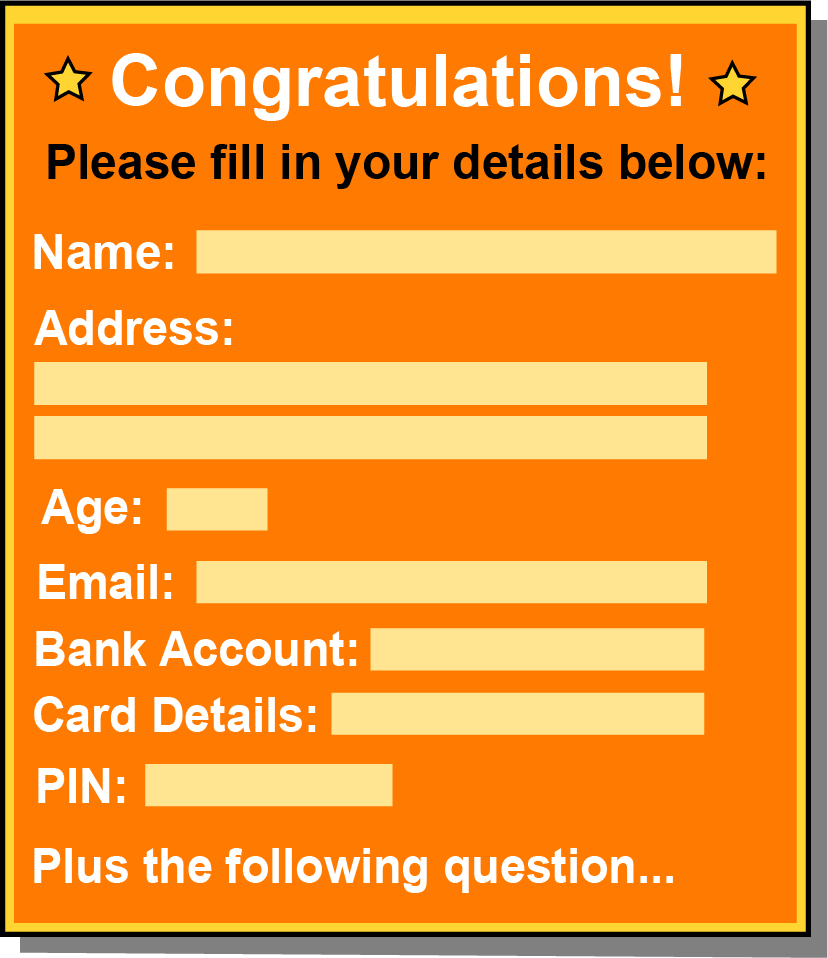 Congratulations!
Please fill in your details below:
Name:
Address:
Age:
Email:
Bank Account:
Card Details:
PIN:
Plus the following question...